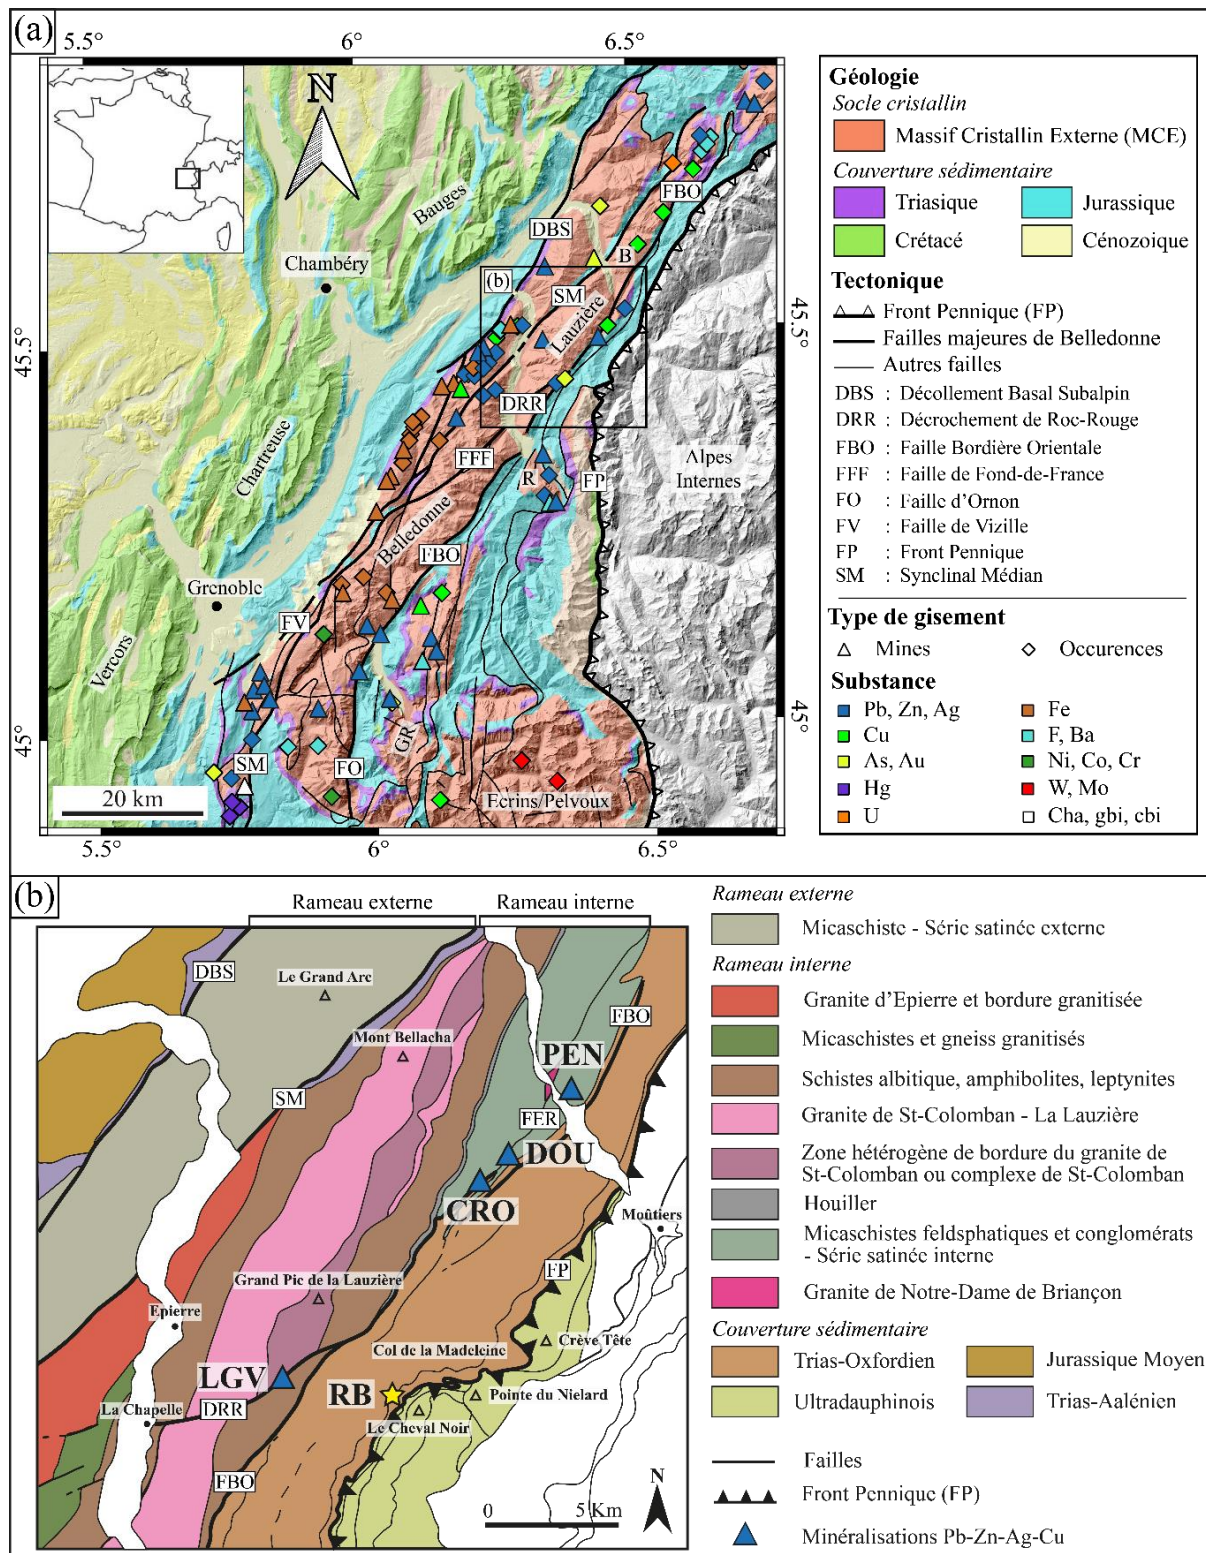 (a)
5.5°
6°
6.5°
N
Bauges
Chambéry
DBS
FBO
B
(b)
SM
Lauzière
45.5°
45.5°
DRR
Chartreuse
FFF
R
FP
Alpes
Internes
Belledonne
FBO
Grenoble
FV
Vercors
45°
45°
GR
SM
FO
Ecrins/Pelvoux
20 km
5.5°
6°
6.5°
Géologie
Socle cristallin
Massif Cristallin Externe (MCE)
Couverture sédimentaire
Triasique
Jurassique
Crétacé
Cénozoique
Tectonique
Front Pennique (FP)
Failles majeures de Belledonne
Autres failles
DBS : Décollement Basal Subalpin
DRR : Décrochement de Roc-Rouge
FBO : Faille Bordière Orientale
FFF : Faille de Fond-de-France
FO : Faille d'Ornon
FV : Faille de Vizille
FP : Front Pennique
SM : Synclinal Médian
Type de gisement
Mines
Occurences
Substance
Pb, Zn, Ag
Fe
Cu
F, Ba
As, Au
Ni, Co, Cr
Hg
W, Mo
U
Cha, gbi, cbi
(b)
Rameau externe
Rameau interne
DBS
Le Grand Arc
FBO
Mont Bellacha
PEN
SM
FER
DOU
CRO
Moûtiers
Grand Pic de la Lauzière
FP
Epierre
Crève Tête
Col de la Madeleine
LGV
RB
Pointe du Nielard
La Chapelle
DRR
Le Cheval Noir
FBO
N
0 5 Km
Rameau externe
Micaschiste - Série satinée externe
Rameau interne
Granite d'Epierre et bordure granitisée
Micaschistes et gneiss granitisés
Schistes albitique, amphibolites, leptynites
Granite de St-Colomban - La Lauzière
Zone hétérogène de bordure du granite de
St-Colomban ou complexe de St-Colomban
Houiller
Micaschistes feldsphatiques et conglomérats
- Série satinée interne
Granite de Notre-Dame de Briançon
Couverture sédimentaire
Trias-Oxfordien
Jurassique Moyen
Ultradauphinois
Trias-Aalénien
Failles
Front Pennique (FP)
Minéralisations Pb-Zn-Ag-Cu